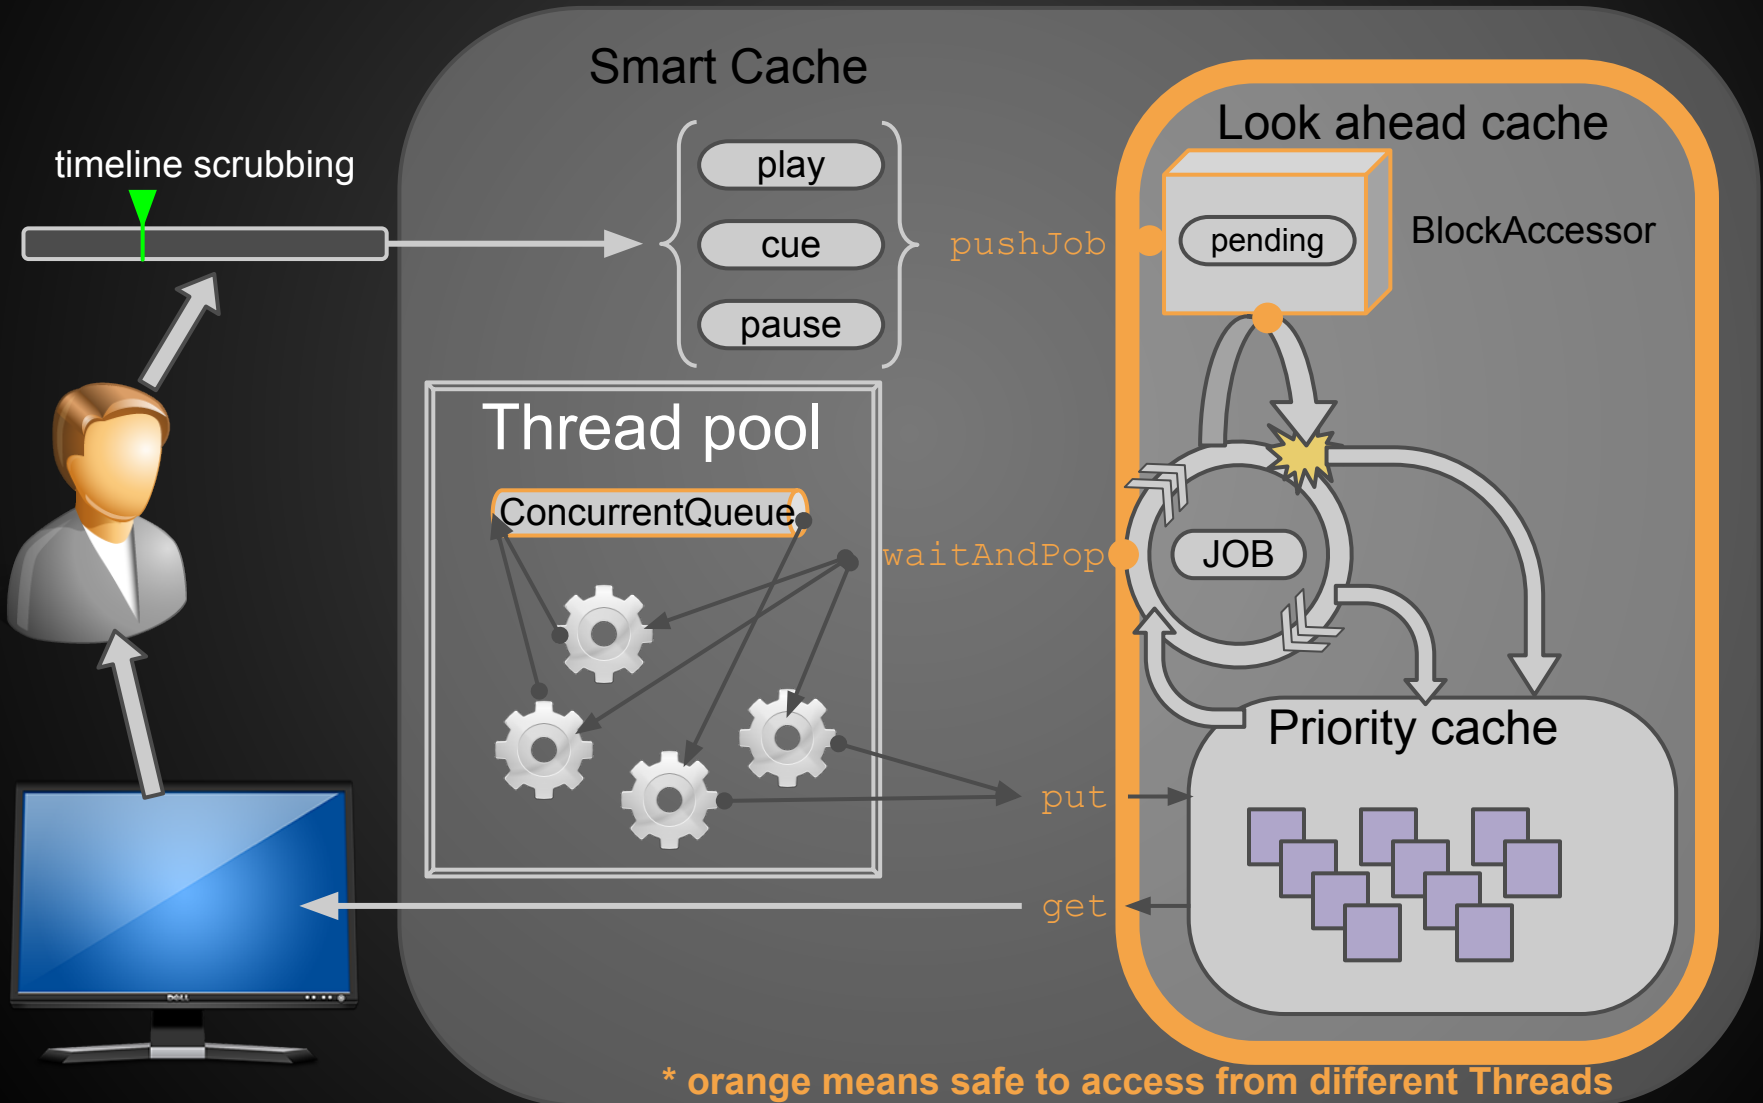 Smart Cache
Look ahead cache
timeline scrubbing
play
cue
pause
pushJob
pending
BlockAccessor
Thread pool
ConcurrentQueue
waitAndPop
JOB
Priority cache
put
get
DELL
* orange means safe to access from different Threads